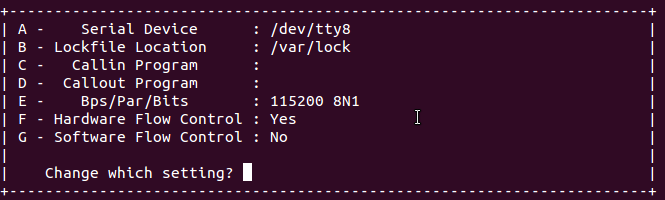 +-----------------------------------------------------------------------+
| A -    Serial Device      : /dev/tty8                                 |
| B - Lockfile Location     : /var/lock                                 |
| C -   Callin Program      :                                           |
| D -  Callout Program      :                                           |
| E -    Bps/Par/Bits       : 115200 8N1                                |
| F - Hardware Flow Control : Yes                                       |
| G - Software Flow Control : No                                        |
|                                                                       |
|    Change which setting?                                              |
+-----------------------------------------------------------------------+